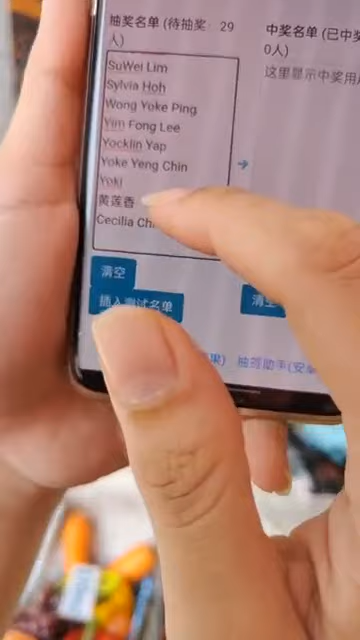 抽奖名单 (待抽奖: 29
人)
SuWei Lim
Sylvia Hoh
Wong Yoke Ping
Yim Fong Lee
Yocklin Yap
Yoke Yeng Chin
Yoki
黄莲香
Cecilia
清空
插入测试名单
中奖名单 (已中奖
0人)
这里显示中奖用
清
抽签助手(安卓